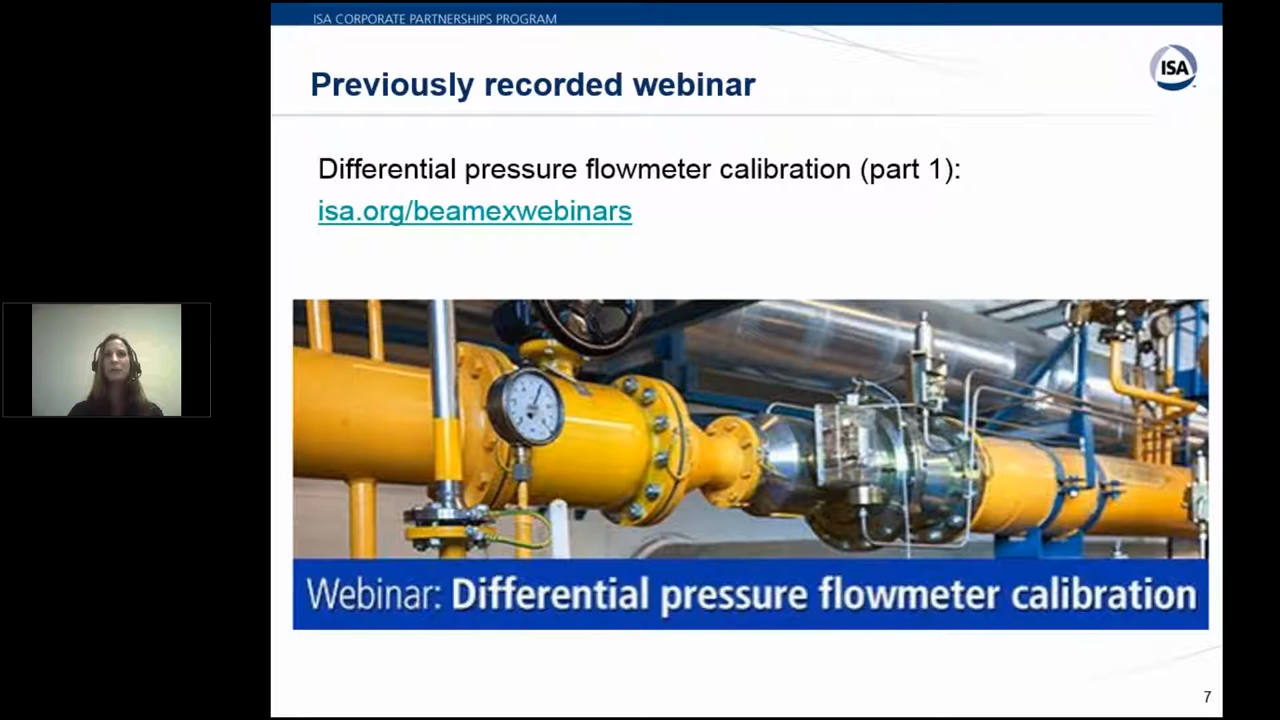 ISA CORPORATE PARTNERSHIPS PROGRAM
Previously recorded webinar
ISA
Differential pressure flowmeter calibration (part 1):
isa.org/beamexwebinars
Webinar: Differential pressure flowmeter calibration
7